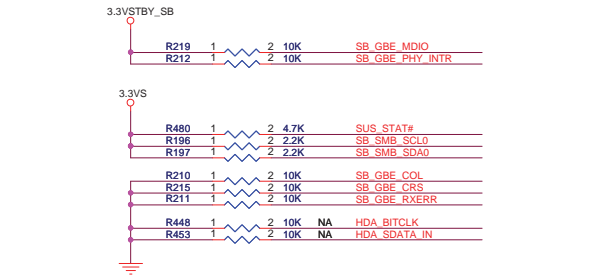 3.3VSTBY_SB
R219 1 2 10K SB_GBE_MDIO
R212 1 2 10K SB_GBE_PHY_INTR
3.3VS
R480 1 2 4.7K SUS_STAT#
R196 1 2 2.2K SB_SMB_SCL0
R197 1 2 2.2K SB_SMB_SDA0
R210 1 2 10K SB_GBE_COL
R215 1 2 10K SB_GBE_CRS
R211 1 2 10K SB_GBE_RXERR
R448 1 2 10K NA HDA_BITCLK
R453 1 2 10K NA HDA_SDATA_IN